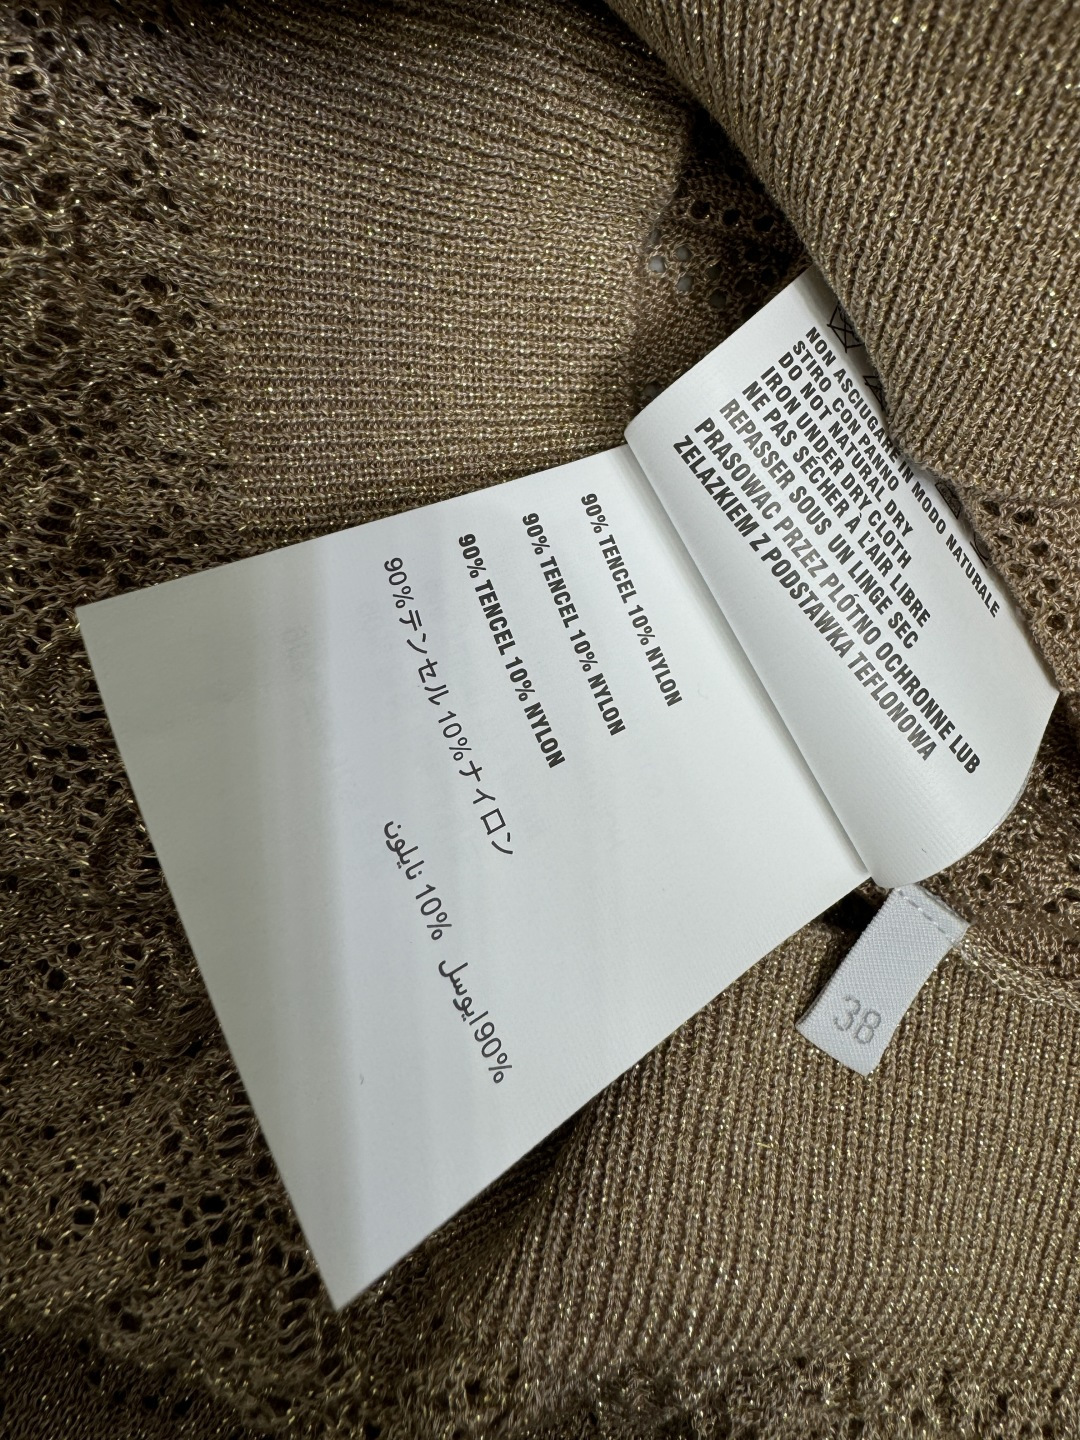 NON ASCIUGARE IN MODO NATURALE
STIRO CON PANNO
DO NOT NATURAL DRY
IRON UNDER DRY CLOTH
NE PAS SECHER A L'AIR LIBRE
REPASSER SOUS UN LINGE SEC
PRASOWAC PRZEZ PLÓTNO OCHRONNE LUB
ZELAZKIEM Z PODSTAWKA TEFLONOWA
90% TENCEL 10% NYLON
90% TENCEL 10% NYLON
90% TENCEL 10% NYLON
90%テンセル 10%ナイロン
90%ايوسل 10% نايلون
38